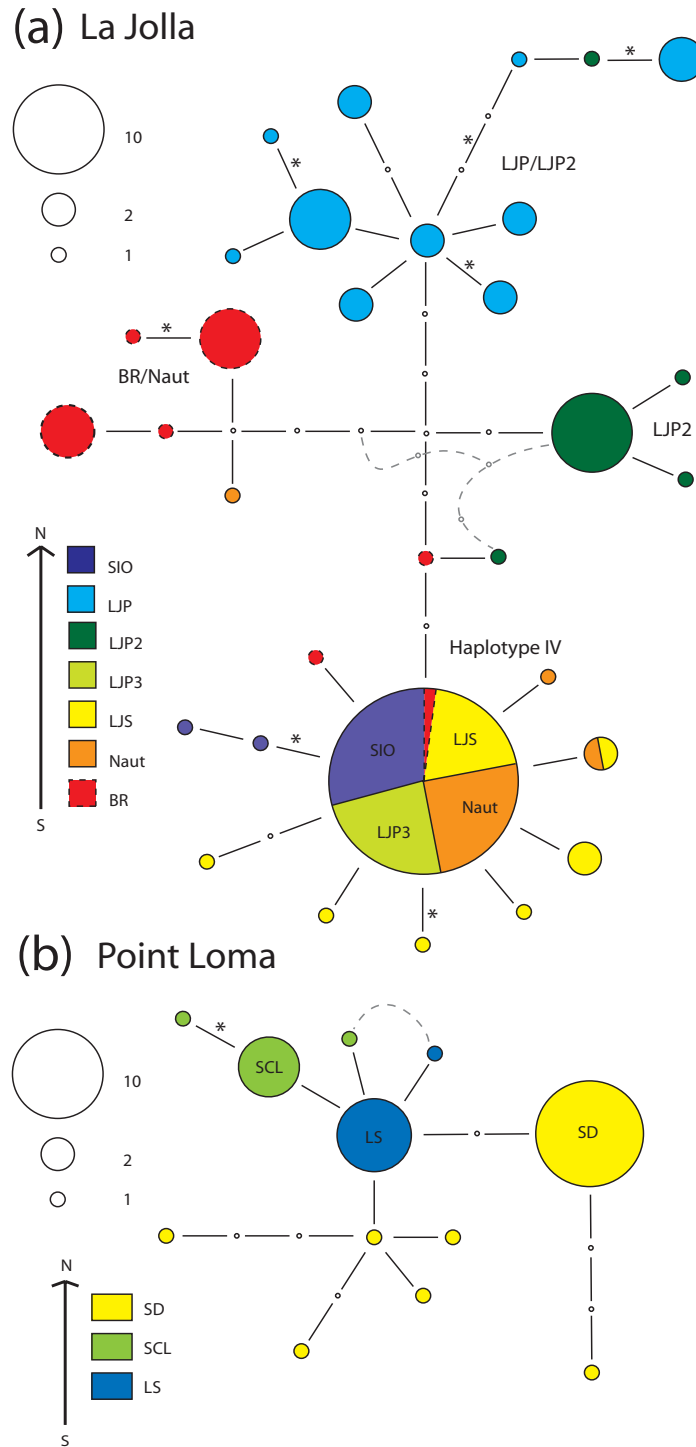 (a) La Jolla
10
2
1
*
*
*
*
LJP/LJP2
*
BR/Naut
LJP2
N
SIO
LJP
LJP2
LJP3
LJS
Naut
BR
S
Haplotype IV
*
SIO
LJS
Naut
LJP3
*
(b) Point Loma
10
2
1
*
SCL
LS
SD
N
SD
SCL
LS
S